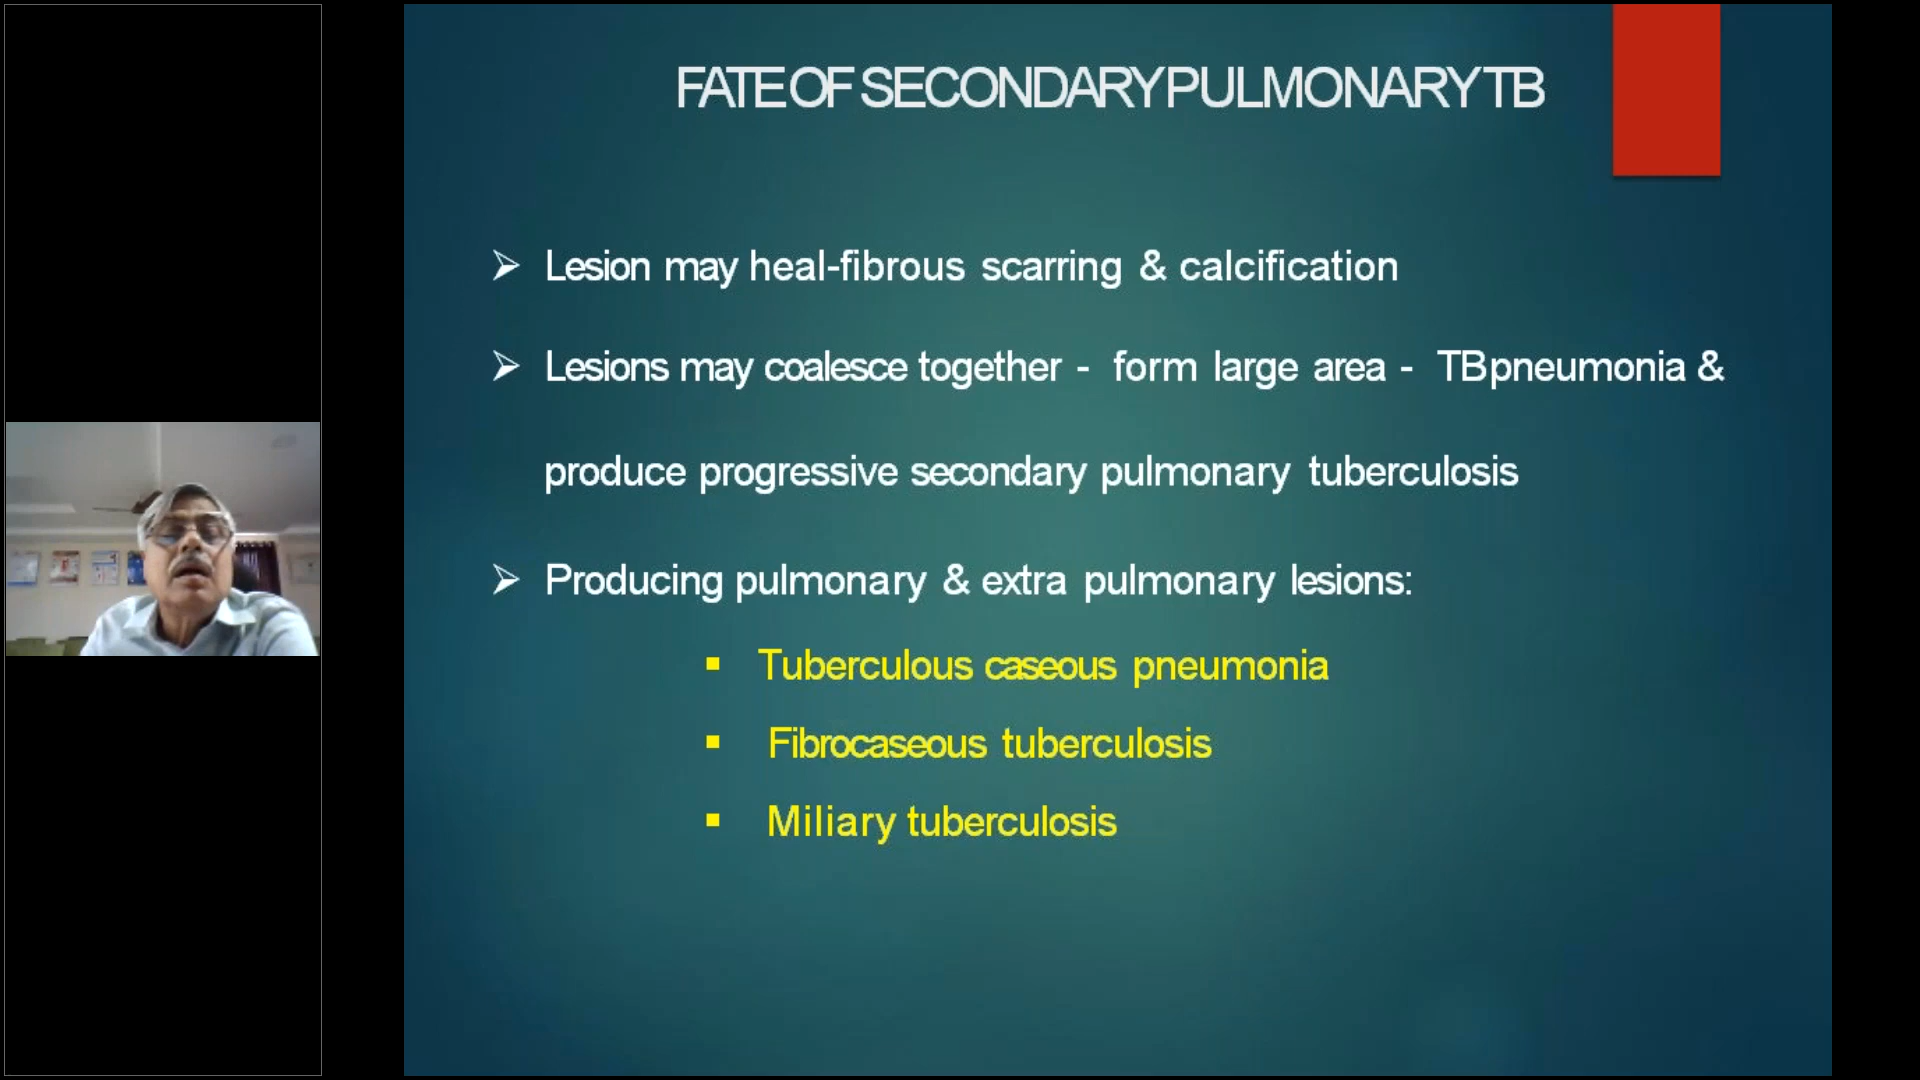 FATE OF SECONDARY PULMONARY TB
➢ Lesion may heal-fibrous scarring & calcification
➢ Lesions may coalesce together - form large area - TB pneumonia &
produce progressive secondary pulmonary tuberculosis
➢ Producing pulmonary & extra pulmonary lesions:
▪ Tuberculous caseous pneumonia
▪ Fibrocaseous tuberculosis
▪ Miliary tuberculosis